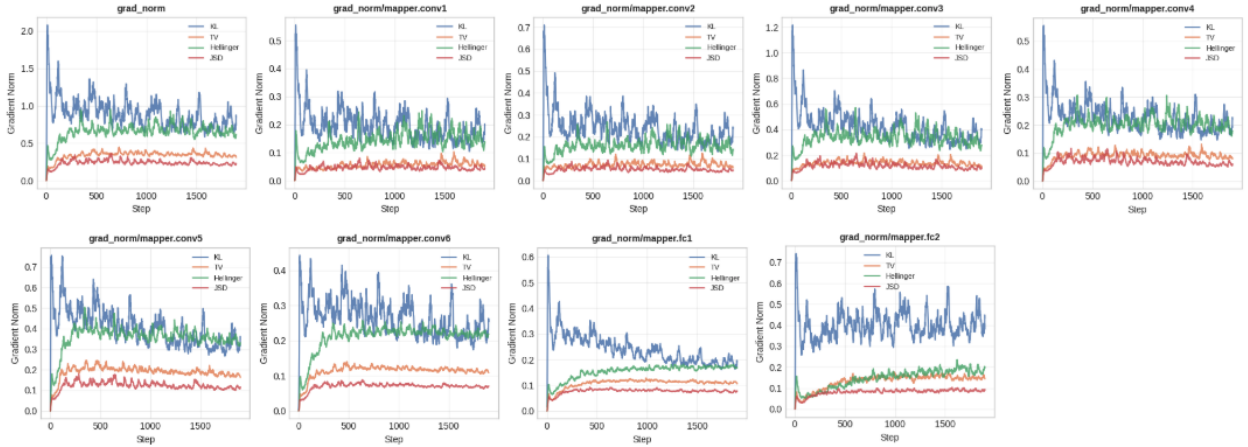 grad_norm
KL
TV
Hellinger
JSD
Gradient Norm
2.0
1.5
1.0
0.5
0.0
0 500 1000 1500
Step
grad_norm/mapper.conv1
KL
TV
Hellinger
JSD
Gradient Norm
0.5
0.4
0.3
0.2
0.1
0.0
0 500 1000 1500
Step
grad_norm/mapper.conv2
KL
TV
Hellinger
JSD
Gradient Norm
0.7
0.6
0.5
0.4
0.3
0.2
0.1
0.0
0 500 1000 1500
Step
grad_norm/mapper.conv3
KL
TV
Hellinger
JSD
Gradient Norm
1.2
1.0
0.8
0.6
0.4
0.2
0.0
0 500 1000 1500
Step
grad_norm/mapper.conv4
KL
TV
Hellinger
JSD
Gradient Norm
0.5
0.4
0.3
0.2
0.1
0.0
0 500 1000 1500
Step
grad_norm/mapper.conv5
KL
TV
Hellinger
JSD
Gradient Norm
0.7
0.6
0.5
0.4
0.3
0.2
0.1
0.0
0 500 1000 1500
Step
grad_norm/mapper.conv6
KL
TV
Hellinger
JSD
Gradient Norm
0.4
0.3
0.2
0.1
0.0
0 500 1000 1500
Step
grad_norm/mapper.fc1
KL
TV
Hellinger
JSD
Gradient Norm
0.6
0.5
0.4
0.3
0.2
0.1
0.0
0 500 1000 1500
Step
grad_norm/mapper.fc2
KL
TV
Hellinger
JSD
Gradient Norm
0.7
0.6
0.5
0.4
0.3
0.2
0.1
0.0
0 500 1000 1500
Step